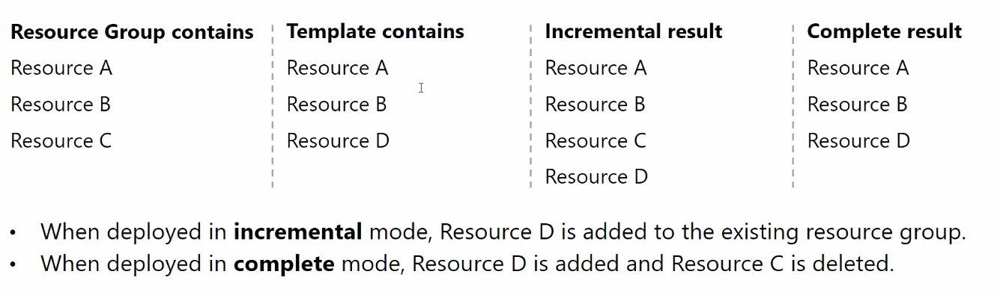 Resource Group contains Template contains Incremental result Complete result
Resource A Resource A Resource A Resource A
Resource B Resource B Resource B Resource B
Resource C Resource D Resource C Resource D
Resource D
• When deployed in incremental mode, Resource D is added to the existing resource group.
• When deployed in complete mode, Resource D is added and Resource C is deleted.